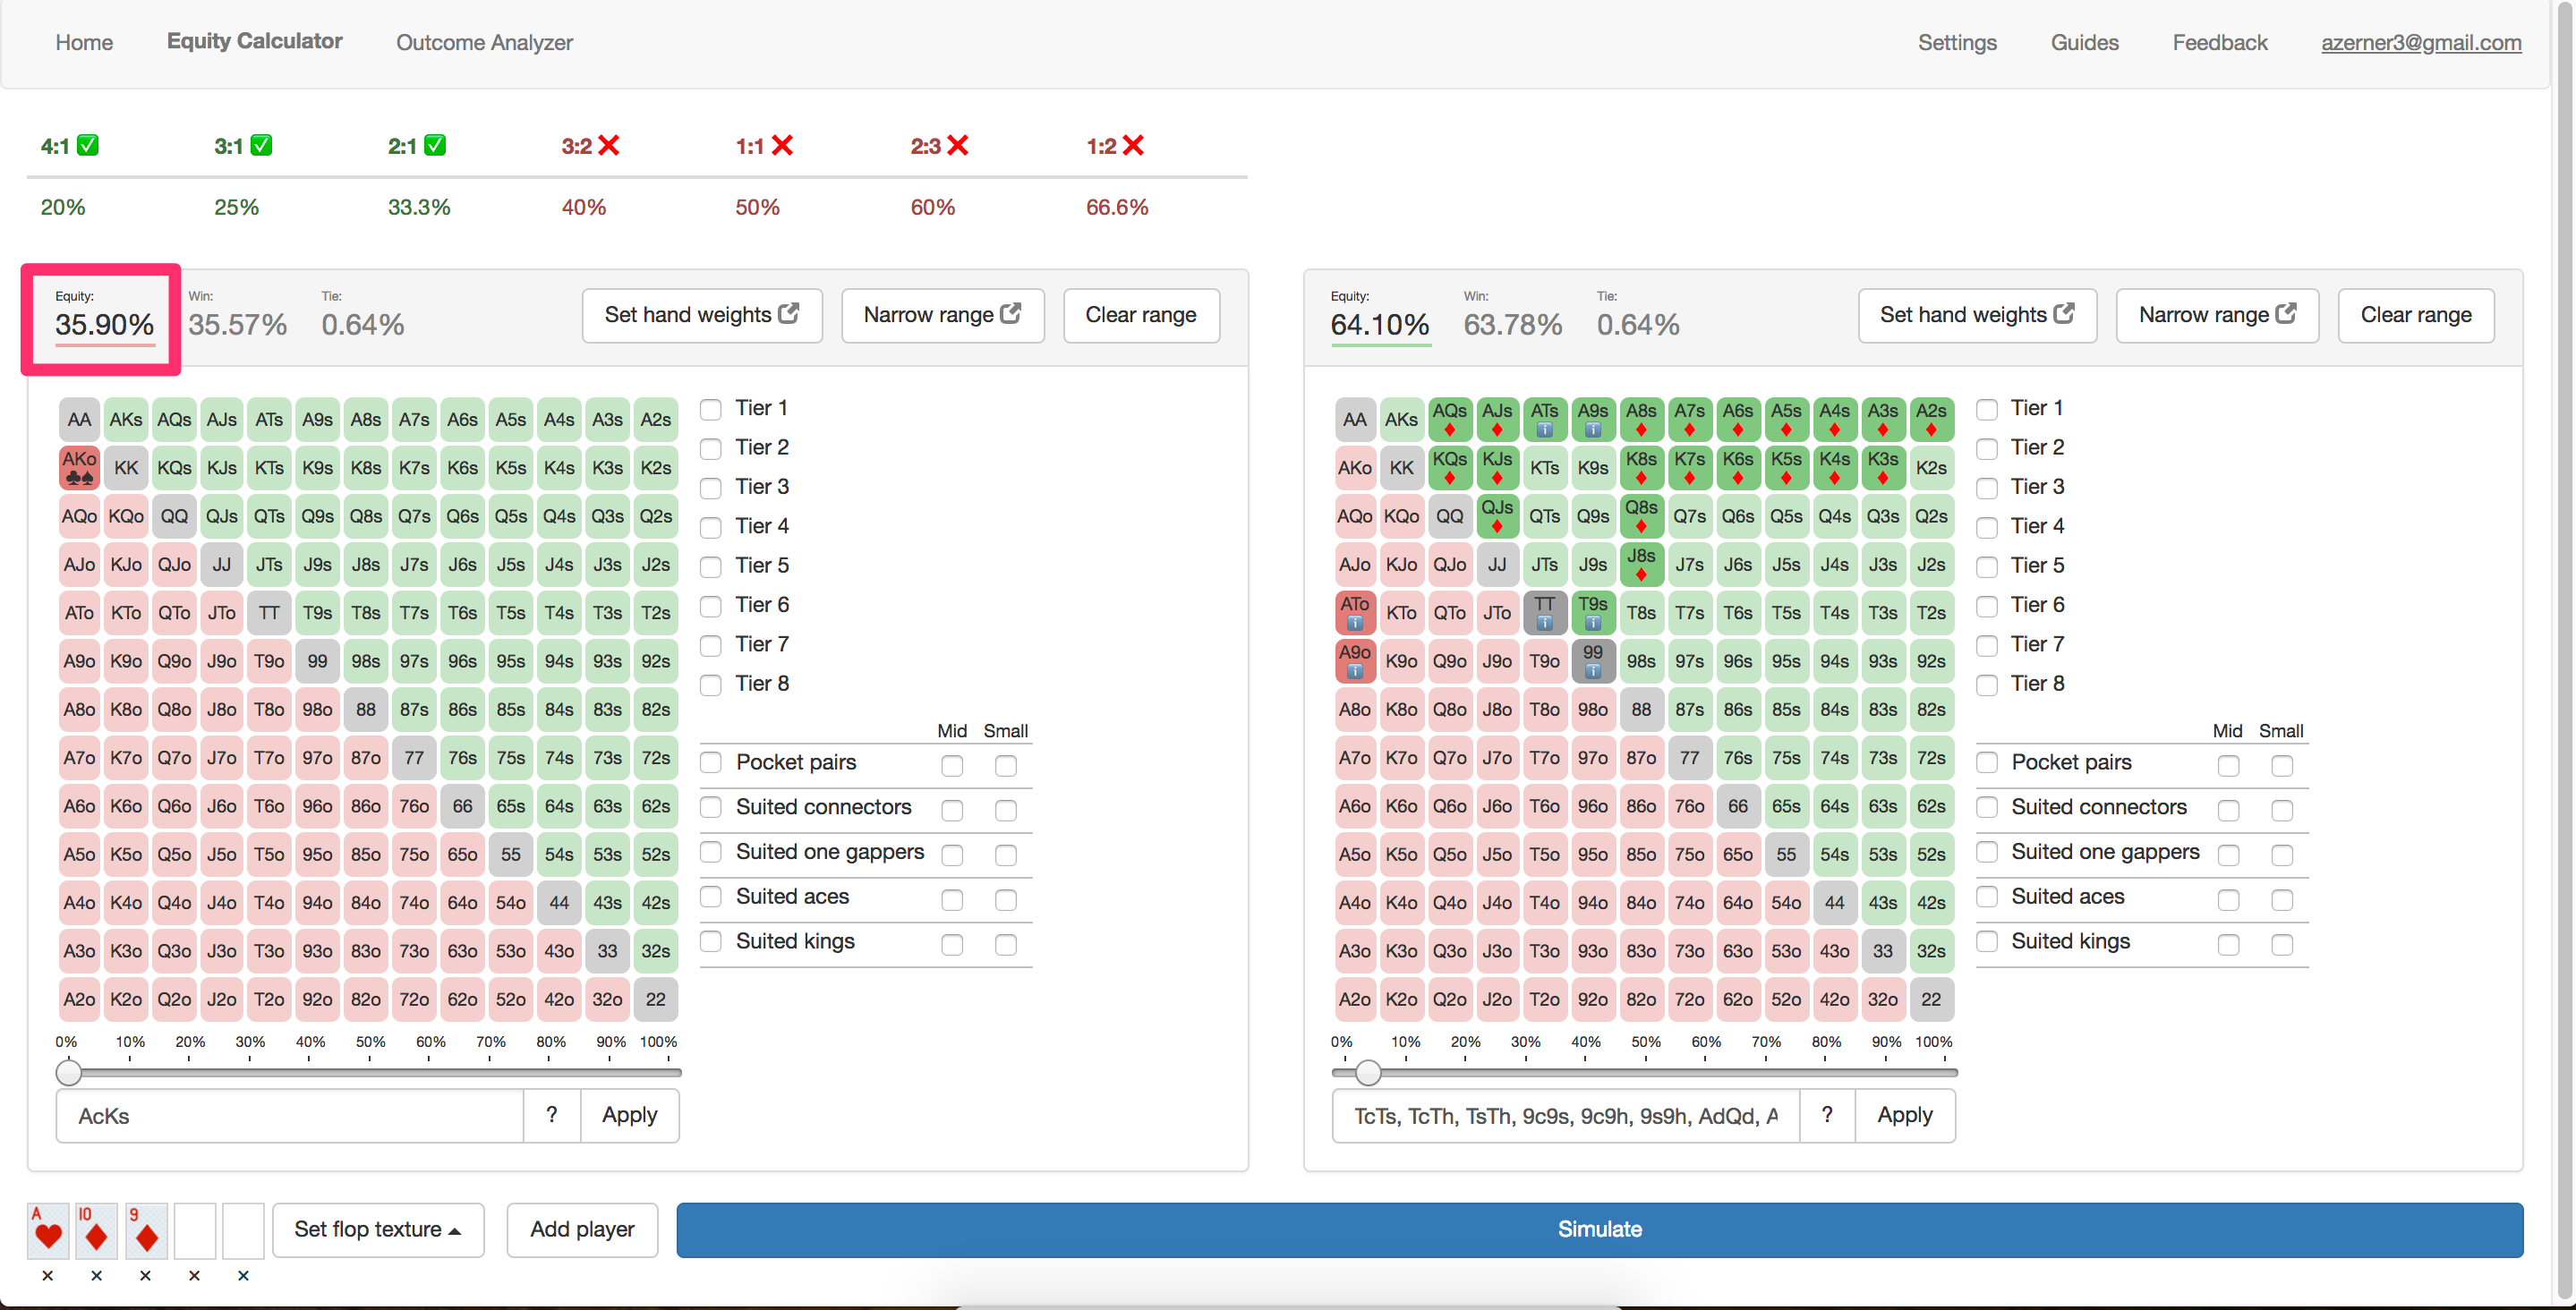 Home Equity Calculator Outcome Analyzer Settings Guides Feedback azerner3@gmail.com
4:1 ✅ 3:1 ✅ 2:1 ✅ 3:2 ❌ 1:1 ❌ 2:3 ❌ 1:2 ❌
20% 25% 33.3% 40% 50% 60% 66.6%
Equity: Win: Tie:
35.90% 35.57% 0.64% Set hand weights Narrow range Clear range
AA AKs AQs AJs ATs A9s A8s A7s A6s A5s A4s A3s A2s
AKo ♣♠ KK KQs KJs KTs K9s K8s K7s K6s K5s K4s K3s K2s
AQo KQo QQ QJs QTs Q9s Q8s Q7s Q6s Q5s Q4s Q3s Q2s
AJo KJo QJo JJ JTs J9s J8s J7s J6s J5s J4s J3s J2s
ATo KTo QTo JTo TT T9s T8s T7s T6s T5s T4s T3s T2s
A9o K9o Q9o J9o T9o 99 98s 97s 96s 95s 94s 93s 92s
A8o K8o Q8o J8o T8o 98o 88 87s 86s 85s 84s 83s 82s
A7o K7o Q7o J7o T7o 97o 87o 77 76s 75s 74s 73s 72s
A6o K6o Q6o J6o T6o 96o 86o 76o 66 65s 64s 63s 62s
A5o K5o Q5o J5o T5o 95o 85o 75o 65o 55 54s 53s 52s
A4o K4o Q4o J4o T4o 94o 84o 74o 64o 54o 44 43s 42s
A3o K3o Q3o J3o T3o 93o 83o 73o 63o 53o 43o 33 32s
A2o K2o Q2o J2o T2o 92o 82o 72o 62o 52o 42o 32o 22
0% 10% 20% 30% 40% 50% 60% 70% 80% 90% 100%
AcKs ? Apply
Tier 1
Tier 2
Tier 3
Tier 4
Tier 5
Tier 6
Tier 7
Tier 8
Mid Small
Pocket pairs
Suited connectors
Suited one gappers
Suited aces
Suited kings
Equity: Win: Tie:
64.10% 63.78% 0.64% Set hand weights Narrow range Clear range
AA AKs AQs ♦ AJs ♦ ATs i A9s i A8s ♦ A7s ♦ A6s ♦ A5s ♦ A4s ♦ A3s ♦ A2s ♦
AKo KK KQs ♦ KJs ♦ KTs K9s K8s ♦ K7s ♦ K6s ♦ K5s ♦ K4s ♦ K3s ♦ K2s
AQo KQo QQ QJs ♦ QTs Q9s Q8s ♦ Q7s Q6s Q5s Q4s Q3s Q2s
AJo KJo QJo JJ JTs J9s J8s ♦ J7s J6s J5s J4s J3s J2s
ATo i KTo QTo JTo TT i T9s i T8s T7s T6s T5s T4s T3s T2s
A9o i K9o Q9o J9o T9o 99 i 98s 97s 96s 95s 94s 93s 92s
A8o K8o Q8o J8o T8o 98o 88 87s 86s 85s 84s 83s 82s
A7o K7o Q7o J7o T7o 97o 87o 77 76s 75s 74s 73s 72s
A6o K6o Q6o J6o T6o 96o 86o 76o 66 65s 64s 63s 62s
A5o K5o Q5o J5o T5o 95o 85o 75o 65o 55 54s 53s 52s
A4o K4o Q4o J4o T4o 94o 84o 74o 64o 54o 44 43s 42s
A3o K3o Q3o J3o T3o 93o 83o 73o 63o 53o 43o 33 32s
A2o K2o Q2o J2o T2o 92o 82o 72o 62o 52o 42o 32o 22
0% 10% 20% 30% 40% 50% 60% 70% 80% 90% 100%
TcTs, TcTh, TsTh, 9c9s, 9c9h, 9s9h, AdQd, A ? Apply
Tier 1
Tier 2
Tier 3
Tier 4
Tier 5
Tier 6
Tier 7
Tier 8
Mid Small
Pocket pairs
Suited connectors
Suited one gappers
Suited aces
Suited kings
A 10 9 Set flop texture Add player Simulate
× × × × ×